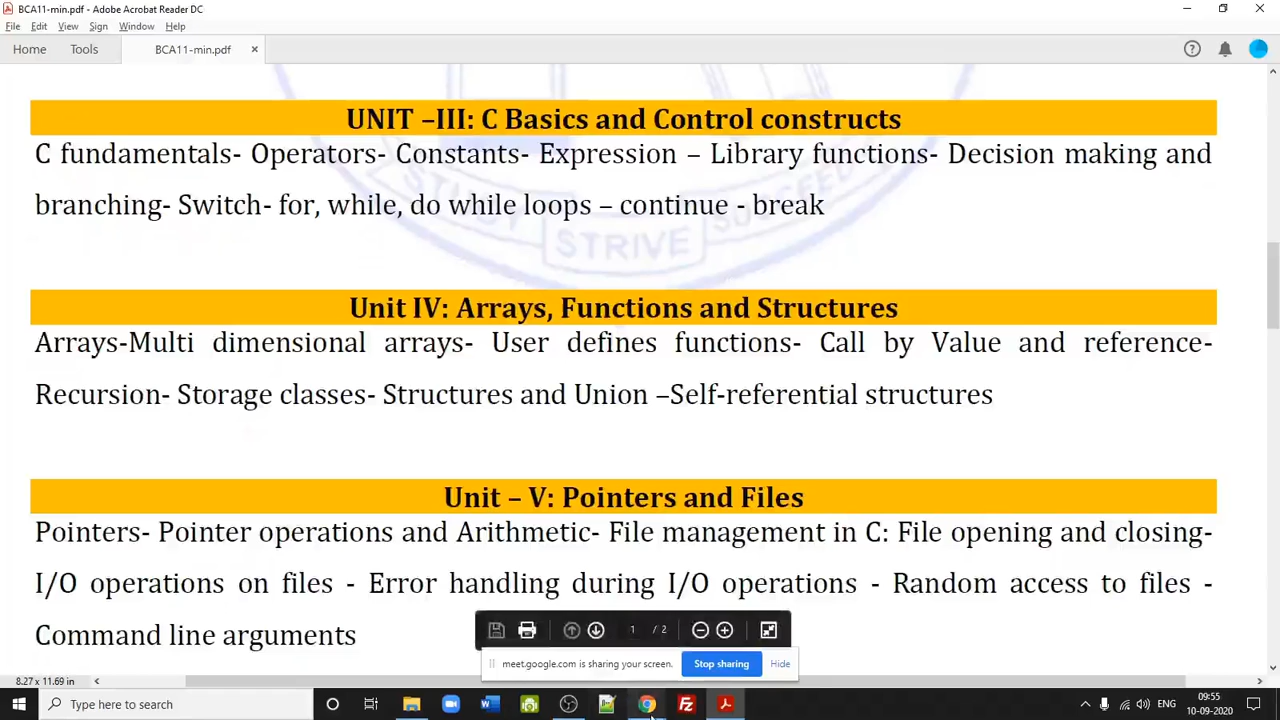 BCA11-min.pdf - Adobe Acrobat Reader DC
File Edit View Sign Window Help
Home Tools BCA11-min.pdf ×
UNIT –III: C Basics and Control constructs
C fundamentals- Operators- Constants- Expression – Library functions- Decision making and
branching- Switch- for, while, do while loops – continue - break
STRIVE
SUCCEED
Unit IV: Arrays, Functions and Structures
Arrays-Multi dimensional arrays- User defines functions- Call by Value and reference-
Recursion- Storage classes- Structures and Union –Self-referential structures
Unit – V: Pointers and Files
Pointers- Pointer operations and Arithmetic- File management in C: File opening and closing-
I/O operations on files - Error handling during I/O operations - Random access to files -
Command line arguments
1 / 2
meet.google.com is sharing your screen. Stop sharing Hide
8.27 x 11.69 in
Type here to search
ENG
09:55
10-09-2020